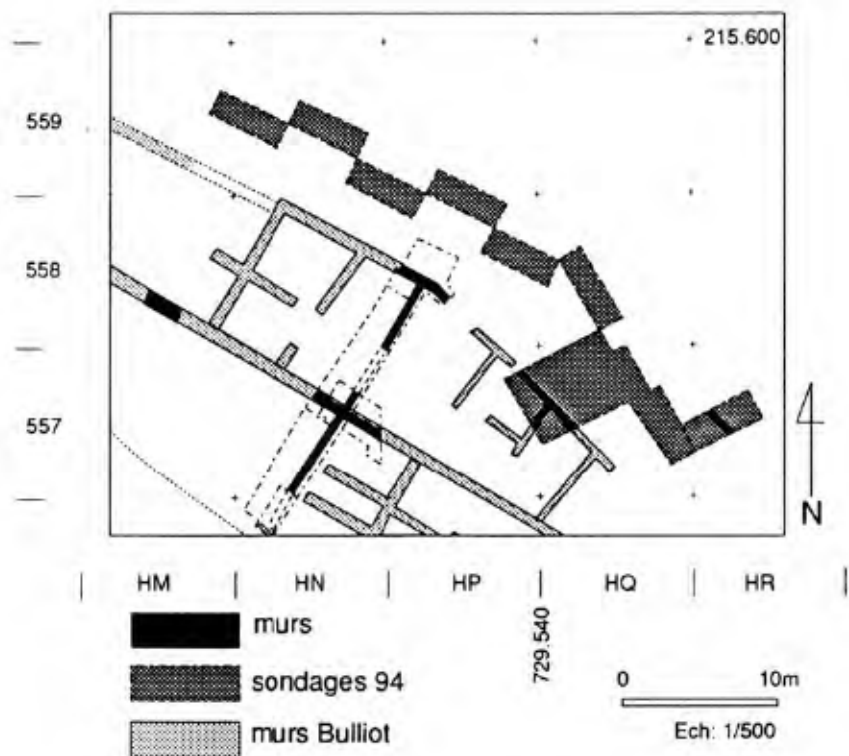 215.600
559
558
557
N
HM HN HP HQ HR
729.540
murs
sondages 94
murs Bulliot
0 10m
Ech: 1/500